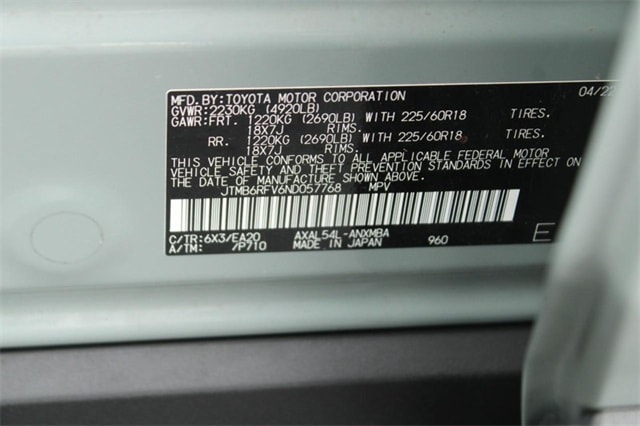 MFD.BY:TOYOTA MOTOR CORPORATION 04/22
GVWR:2230KG (4920LB)
GAWR:FRT. 1220KG (2690LB) WITH 225/60R18 TIRES.
18X7J RIMS.
RR. 1220KG (2690LB) WITH 225/60R18 TIRES.
18X7J RIMS.
THIS VEHICLE CONFORMS TO ALL APPLICABLE FEDERAL MOTOR
VEHICLE SAFETY AND THEFT PREVENTION STANDARDS IN EFFECT ON
THE DATE OF MANUFACTURE SHOWN ABOVE.
JTMB6RFV6ND057768 MPV
C/TR:6X3/EA20 AXAL54L-ANXMBA E
A/TM: /P710 MADE IN JAPAN 960